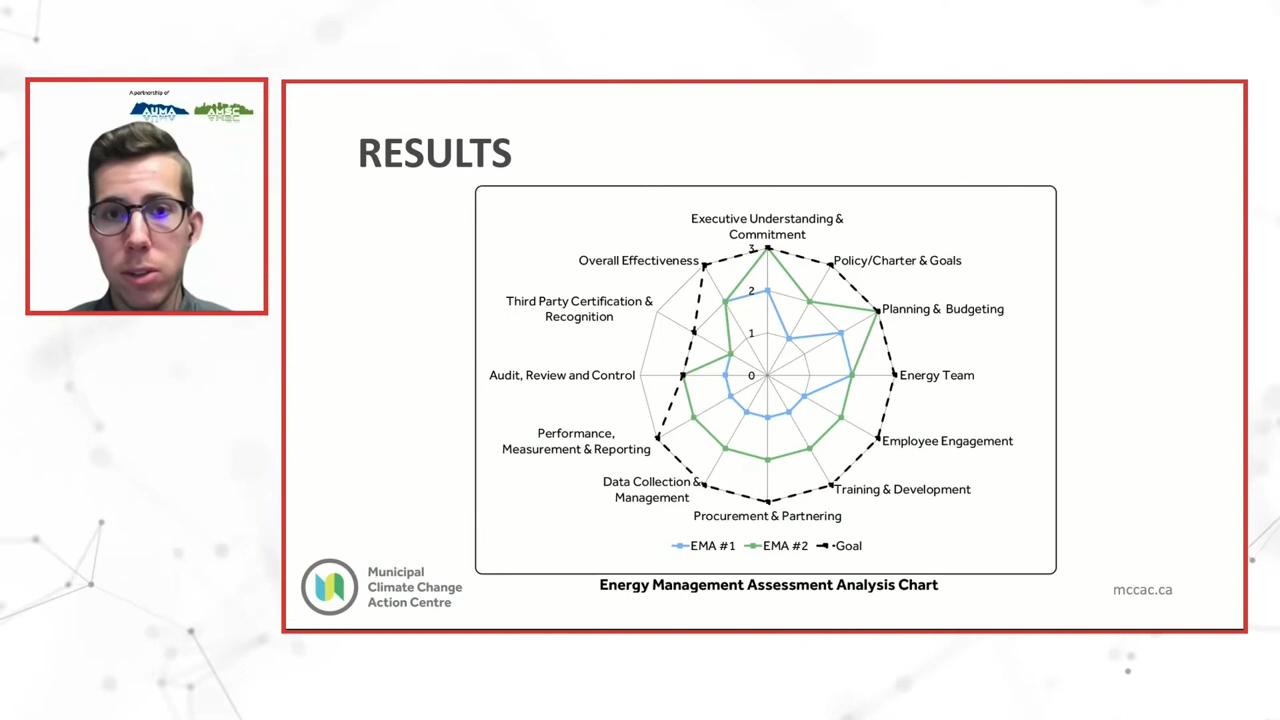 A partnership of
AUMA
AMSC
RESULTS
Executive Understanding &
Commitment
Overall Effectiveness
Policy/Charter & Goals
Third Party Certification &
Recognition
Planning & Budgeting
Audit, Review and Control
Energy Team
Performance,
Measurement & Reporting
Employee Engagement
Data Collection &
Management
Training & Development
Procurement & Partnering
3
2
1
0
EMA #1 EMA #2 Goal
Energy Management Assessment Analysis Chart
Municipal
Climate Change
Action Centre
mccac.ca